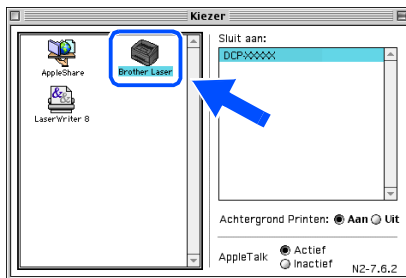 Kiezer
AppleShare
Brother Laser
LaserWriter 8
Sluit aan:
DCP-XXXXX
Achtergrond Printen: Aan Uit
AppleTalk
Actief
Inactief
N2-7.6.2